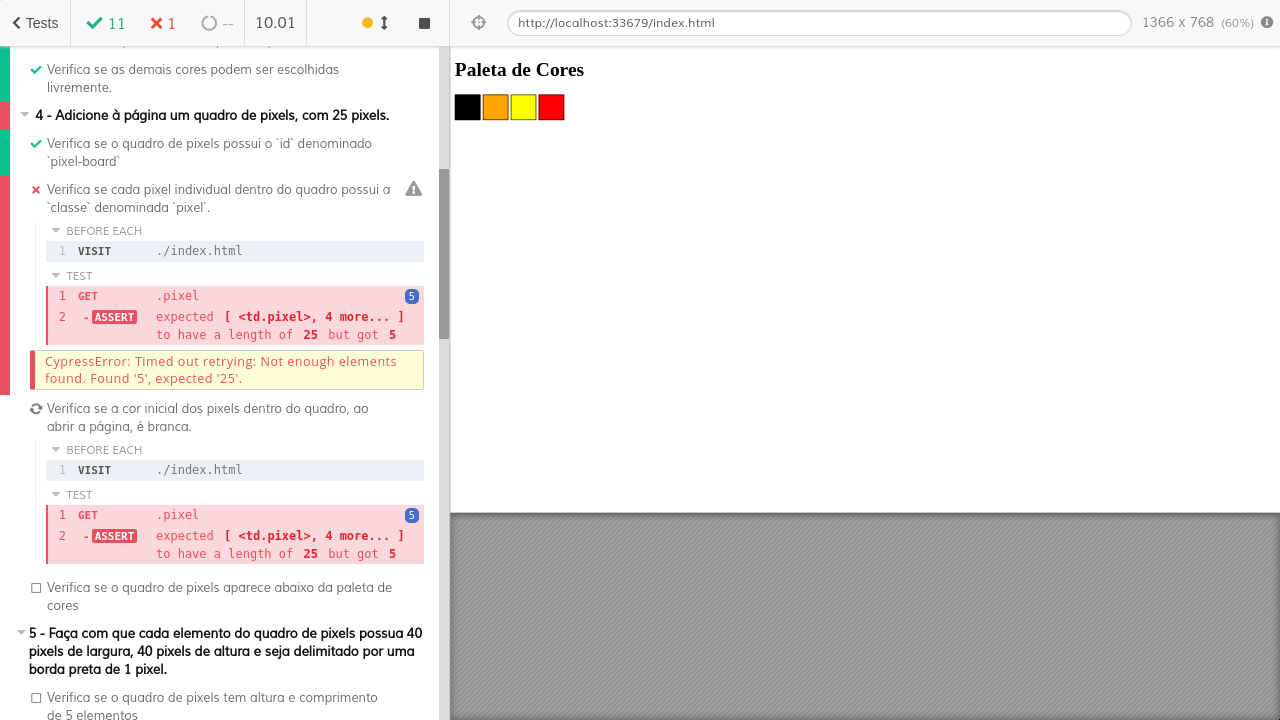 Tests
11
1
--
10.01
http://localhost:33679/index.html
1366 x 768 (60%)
Verifica se as demais cores podem ser escolhidas
livremente.
4 - Adicione à página um quadro de pixels, com 25 pixels.
Verifica se o quadro de pixels possui o `id` denominado
`pixel-board`
Verifica se cada pixel individual dentro do quadro possui a
`classe` denominada `pixel`.
BEFORE EACH
1 VISIT ./index.html
TEST
1 GET .pixel 5
2 -ASSERT expected [ <td.pixel>, 4 more... ]
to have a length of 25 but got 5
CypressError: Timed out retrying: Not enough elements
found. Found '5', expected '25'.
Verifica se a cor inicial dos pixels dentro do quadro, ao
abrir a página, é branca.
BEFORE EACH
1 VISIT ./index.html
TEST
1 GET .pixel 5
2 -ASSERT expected [ <td.pixel>, 4 more... ]
to have a length of 25 but got 5
Verifica se o quadro de pixels aparece abaixo da paleta de
cores
5 - Faça com que cada elemento do quadro de pixels possua 40
pixels de largura, 40 pixels de altura e seja delimitado por uma
borda preta de 1 pixel.
Verifica se o quadro de pixels tem altura e comprimento
de 5 elementos
Paleta de Cores